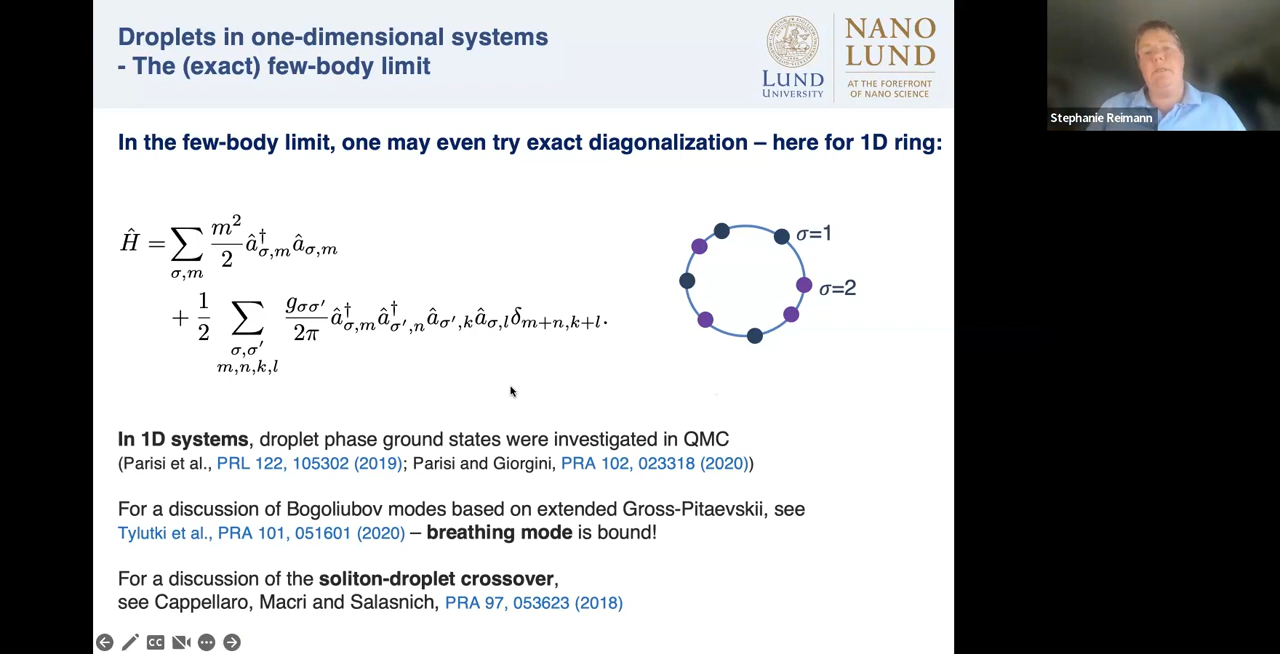 Droplets in one-dimensional systems
- The (exact) few-body limit
LUND
UNIVERSITY
NANO
LUND
AT THE FOREFRONT
OF NANO SCIENCE
Stephanie Reimann
In the few-body limit, one may even try exact diagonalization – here for 1D ring:
Ĥ = ∑_{σ,m} m²/2 â†_{σ,m} â_{σ,m}
+ 1/2 ∑_{σ,σ′ m,n,k,l} g_{σσ′}/2π â†_{σ,m} â†_{σ′,n} â_{σ′,k} â_{σ,l} δ_{m+n,k+l}.
σ=1
σ=2
In 1D systems, droplet phase ground states were investigated in QMC
(Parisi et al., PRL 122, 105302 (2019); Parisi and Giorgini, PRA 102, 023318 (2020))
For a discussion of Bogoliubov modes based on extended Gross-Pitaevskii, see
Tylutki et al., PRA 101, 051601 (2020) – breathing mode is bound!
For a discussion of the soliton-droplet crossover,
see Cappellaro, Macri and Salasnich, PRA 97, 053623 (2018)
CC